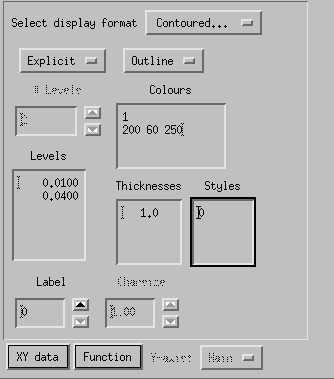 Select display format Contoured...
Explicit Outline
# Levels
Colours
1
200 60 250
Levels
0.0100
0.0400
Thicknesses Styles
1.0 0
Label Charsize
0 1.00
XY data Function Y-axis: Main